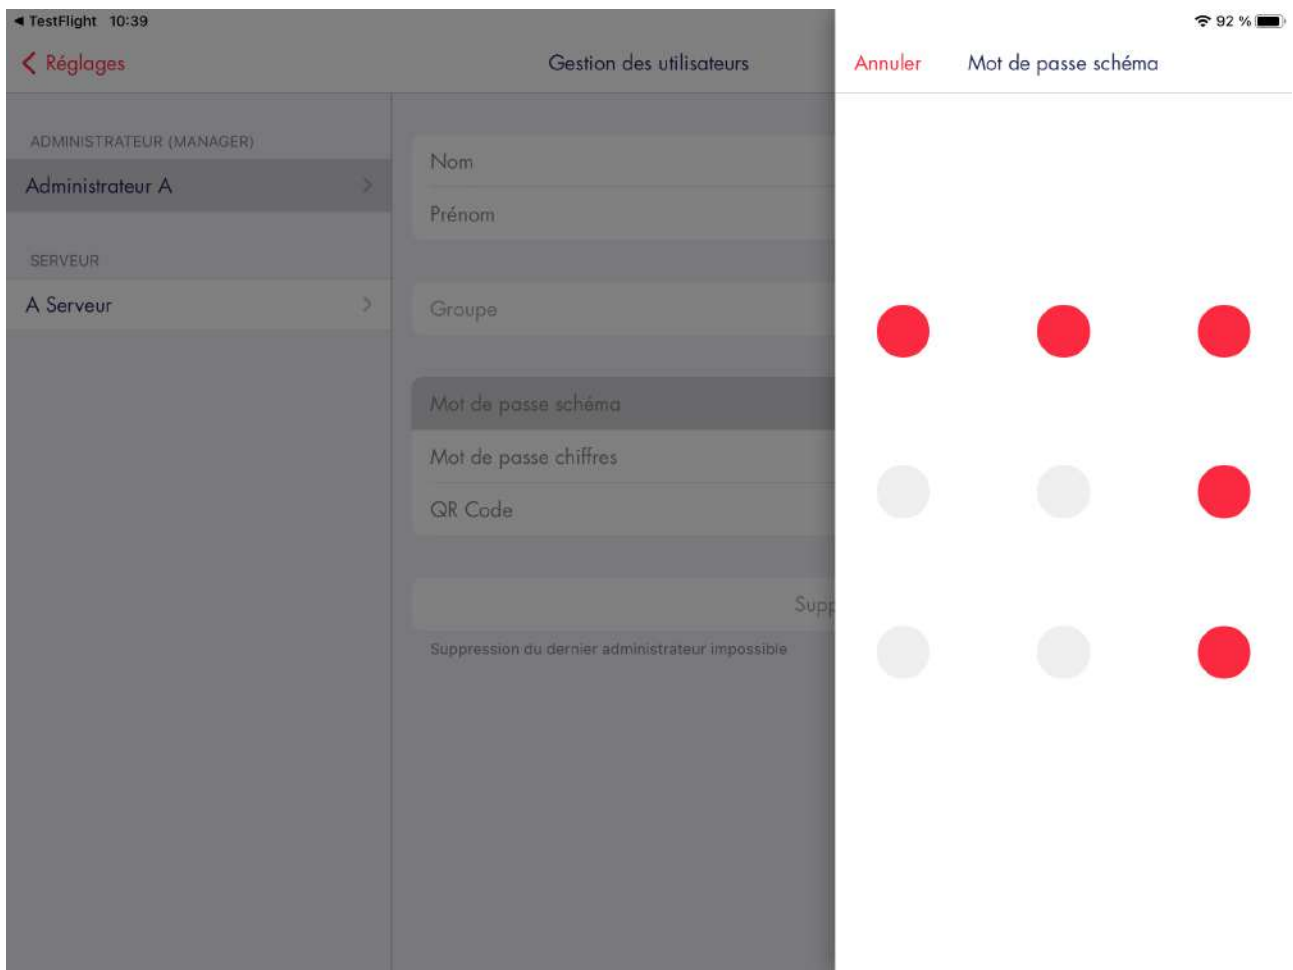 ◀ TestFlight 10:39
92 %
Réglages
Gestion des utilisateurs
Annuler
Mot de passe schéma
ADMINISTRATEUR (MANAGER)
Administrateur A
SERVEUR
A Serveur
Nom
Prénom
Groupe
Mot de passe schéma
Mot de passe chiffres
QR Code
Supp
Suppression du dernier administrateur impossible